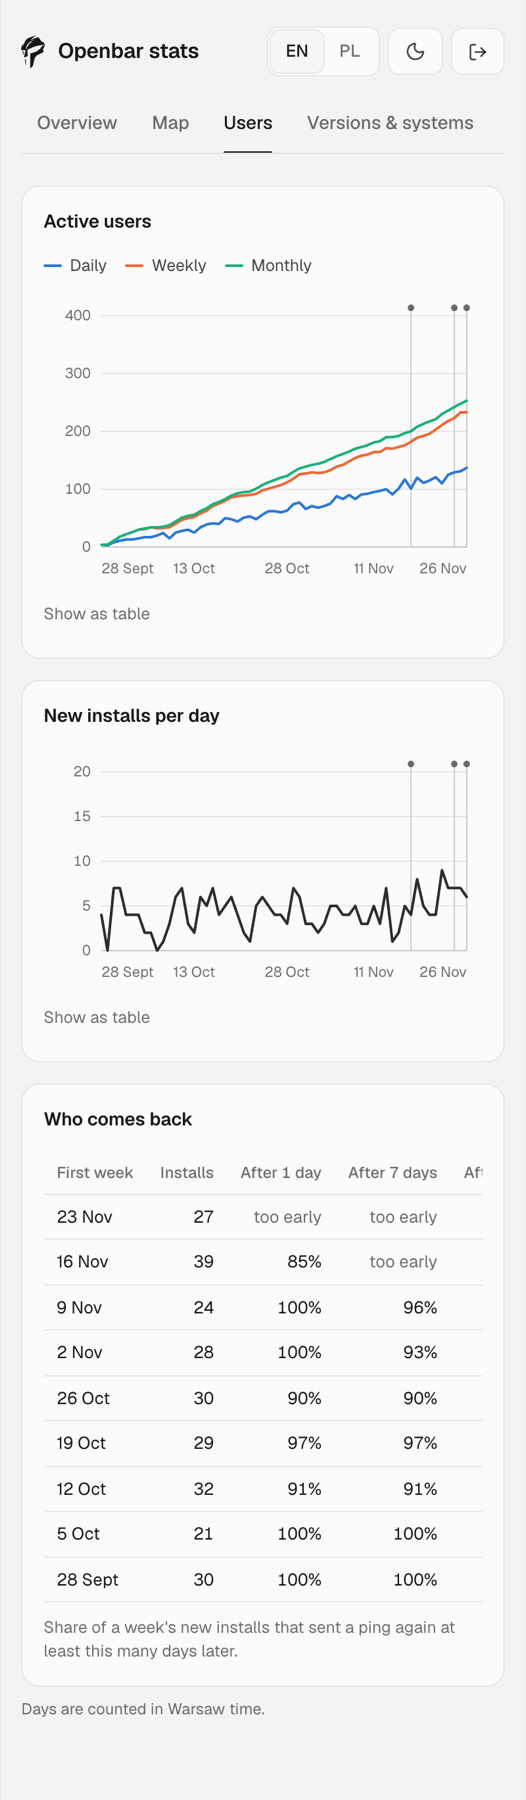 Openbar stats
EN PL
Overview Map Users Versions & systems
Active users
Daily Weekly Monthly
400
300
200
100
0
28 Sept 13 Oct 28 Oct 11 Nov 26 Nov
Show as table
New installs per day
20
15
10
5
0
28 Sept 13 Oct 28 Oct 11 Nov 26 Nov
Show as table
Who comes back
First week Installs After 1 day After 7 days
23 Nov 27 too early too early
16 Nov 39 85% too early
9 Nov 24 100% 96%
2 Nov 28 100% 93%
26 Oct 30 90% 90%
19 Oct 29 97% 97%
12 Oct 32 91% 91%
5 Oct 21 100% 100%
28 Sept 30 100% 100%
Share of a week's new installs that sent a ping again at
least this many days later.
Days are counted in Warsaw time.